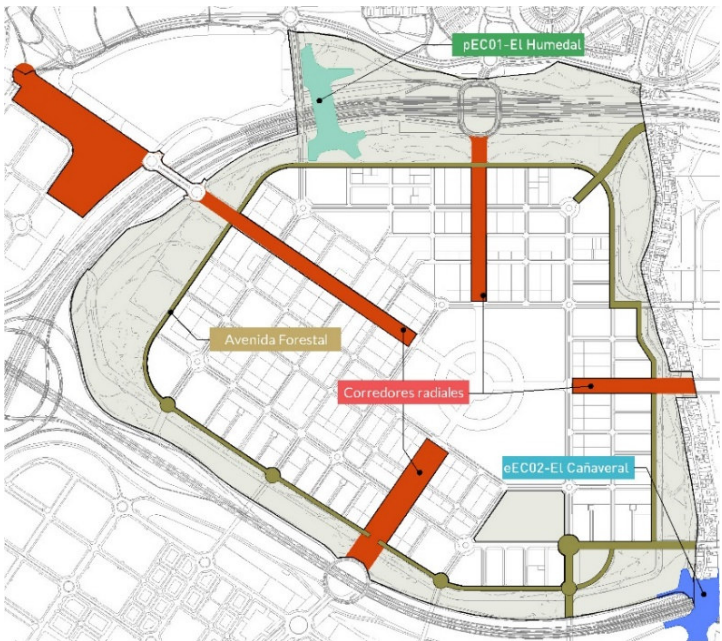 pEC01-El Humedal
Avenida Forestal
Corredores radiales
eEC02-El Cañaveral